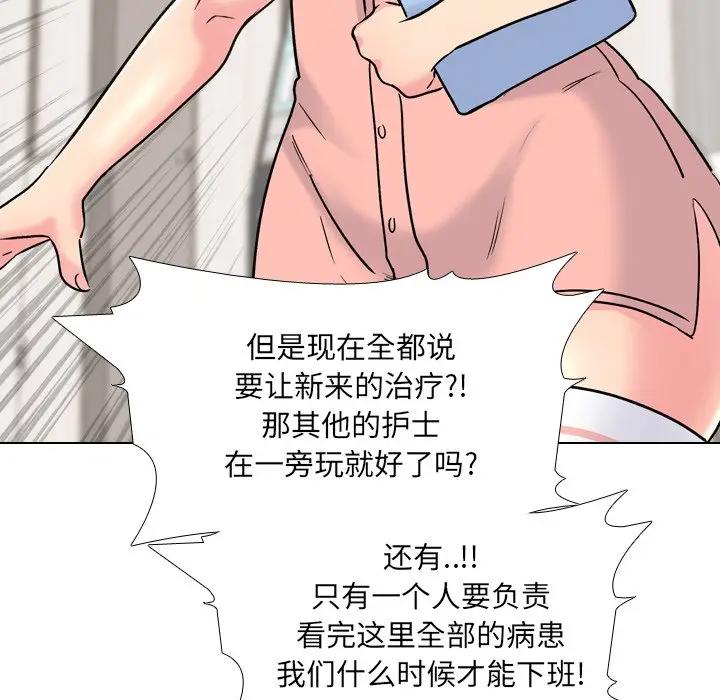 但是现在全都说
要让新来的治疗?!
那其他的护士
在一旁玩就好了吗?
还有..!!
只有一个人要负责
看完这里全部的病患
我们什么时候才能下班!